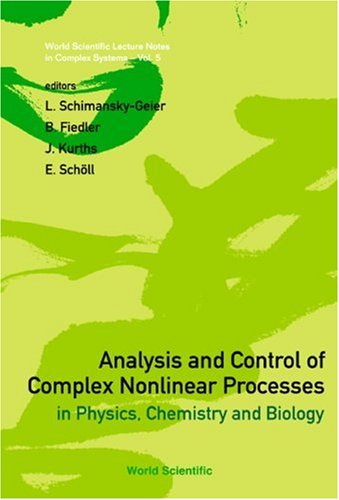 World Scientific Lecture Notes
in Complex Systems – Vol. 5
editors
L. Schimansky-Geier
B. Fiedler
J. Kurths
E. Schöll
Analysis and Control of
Complex Nonlinear Processes
in Physics, Chemistry and Biology
World Scientific